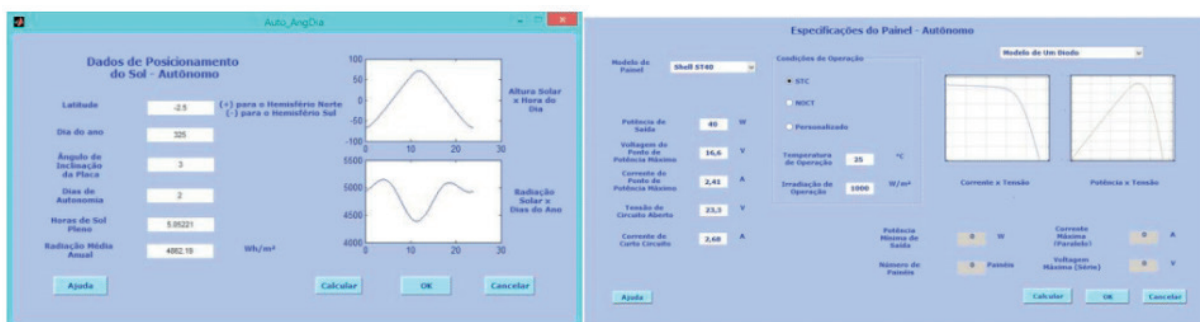 Auto_AngDia
Dados de Posicionamento
do Sol - Autônomo
Latitude
-2.5
(+) para o Hemisfério Norte
(-) para o Hemisfério Sul
Dia do ano
325
Ângulo de
Inclinação
da Placa
3
Dias de
Autonomia
2
Horas de Sol
Pleno
5.05221
Radiação Média
Anual
4862.19
Wh/m²
100
50
0
-50
-100
0
10
20
30
Altura Solar
x Hora do
Dia
5500
5000
4500
4000
0
10
20
30
Radiação
Solar x
Dias do Ano
Ajuda
Calcular
OK
Cancelar
Especificações do Painel - Autônomo
Modelo de
Painel
Shell ST40
Condições de Operação
STC
NOCT
Personalizado
Temperatura
de Operação
25
°C
Irradiação de
Operação
1000
W/m²
Modelo de Um Diodo
Corrente x Tensão
Potência x Tensão
Potência de
Saída
40
W
Voltagem do
Ponto de
Potência Máximo
16,6
V
Corrente do
Ponto de
Potência Máximo
2,41
A
Tensão de
Circuito Aberto
23,3
V
Corrente de
Curto Circuito
2,68
A
Potência
Mínima de
Saída
0
W
Corrente
Máxima
(Paralelo)
0
A
Número de
Painéis
0
Painéis
Voltagem
Máxima (Série)
0
V
Ajuda
Calcular
OK
Cancelar